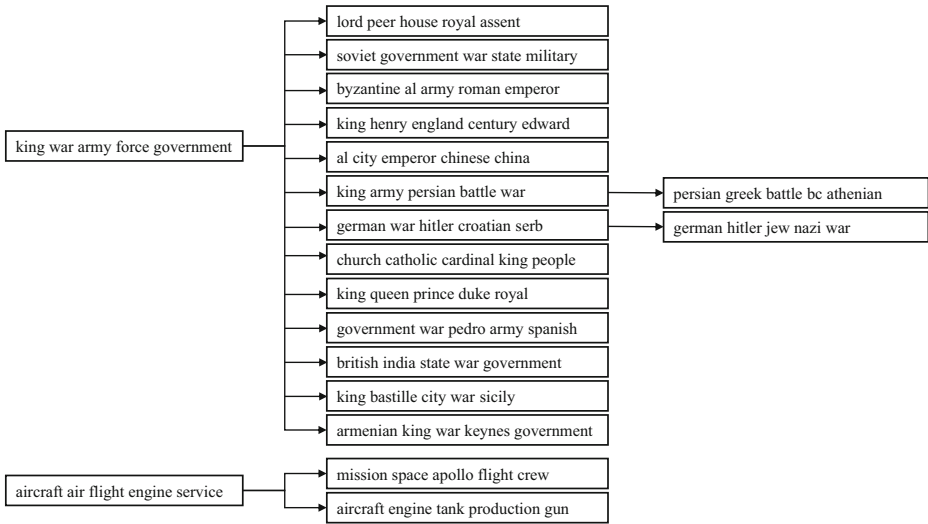 lord peer house royal assent
soviet government war state military
byzantine al army roman emperor
king henry england century edward
king war army force government
al city emperor chinese china
king army persian battle war
persian greek battle bc athenian
german war hitler croatian serb
german hitler jew nazi war
church catholic cardinal king people
king queen prince duke royal
government war pedro army spanish
british india state war government
king bastille city war sicily
armenian king war keynes government
mission space apollo flight crew
aircraft air flight engine service
aircraft engine tank production gun